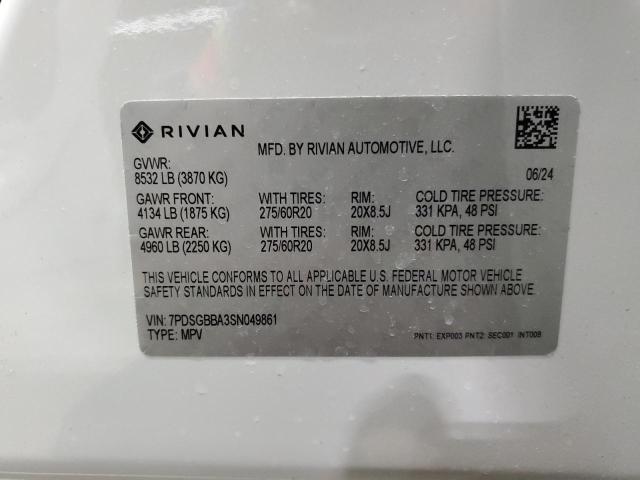 RIVIAN
MFD. BY RIVIAN AUTOMOTIVE, LLC.
GVWR:
8532 LB (3870 KG) 06/24
GAWR FRONT: WITH TIRES: RIM: COLD TIRE PRESSURE:
4134 LB (1875 KG) 275/60R20 20X8.5J 331 KPA, 48 PSI
GAWR REAR: WITH TIRES: RIM: COLD TIRE PRESSURE:
4960 LB (2250 KG) 275/60R20 20X8.5J 331 KPA, 48 PSI
THIS VEHICLE CONFORMS TO ALL APPLICABLE U.S. FEDERAL MOTOR VEHICLE
SAFETY STANDARDS IN EFFECT ON THE DATE OF MANUFACTURE SHOWN ABOVE.
VIN: 7PDSGBBA3SN049861
TYPE: MPV PNT1: EXP003 PNT2: SEC001 INT008